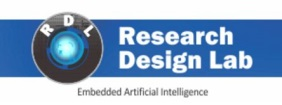 RDL
Research
Design Lab
Embedded Artificial Intelligence